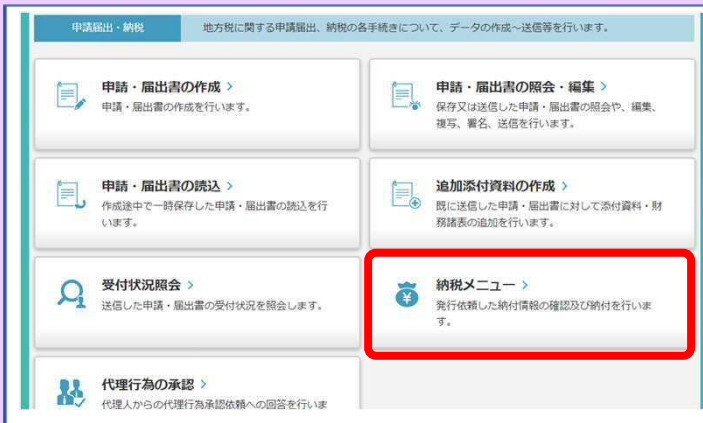 申請届出・納税
地方税に関する申請届出、納税の各手続きについて、データの作成～送信等を行います。
申請・届出書の作成 >
申請・届出書の作成を行います。
申請・届出書の照会・編集 >
保存又は送信した申請・届出書の照会や、編集、
複写、署名、送信を行います。
申請・届出書の読込 >
作成途中で一時保存した申請・届出書の読込を行
います。
追加添付資料の作成 >
既に送信した申請・届出書に対して添付資料・財
務諸表の追加を行います。
受付状況照会 >
送信した申請・届出書の受付状況を照会します。
納税メニュー >
発行依頼した納付情報の確認及び納付を行いま
す。
代理行為の承認 >
代理人からの代理行為承認依頼への回答を行いま